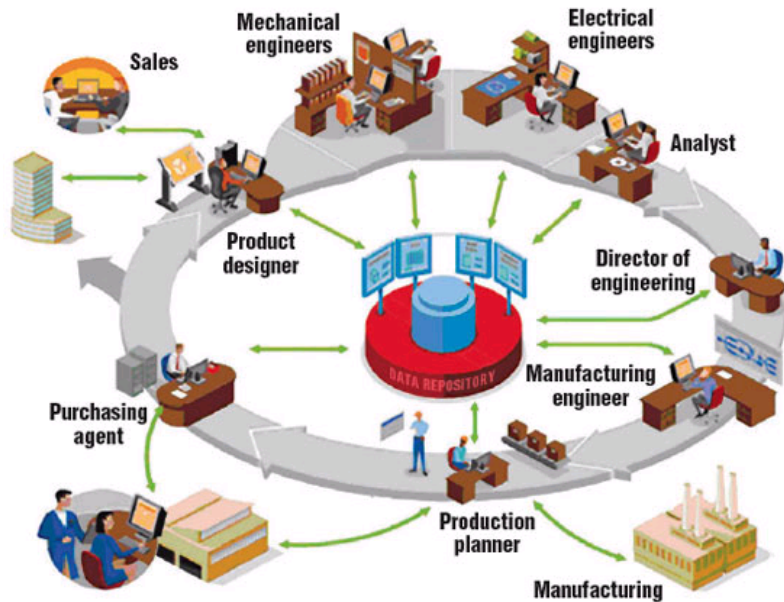 Mechanical
engineers
Electrical
engineers
Sales
Analyst
Product
designer
Director of
engineering
DATA REPOSITORY
Manufacturing
engineer
Purchasing
agent
Production
planner
Manufacturing